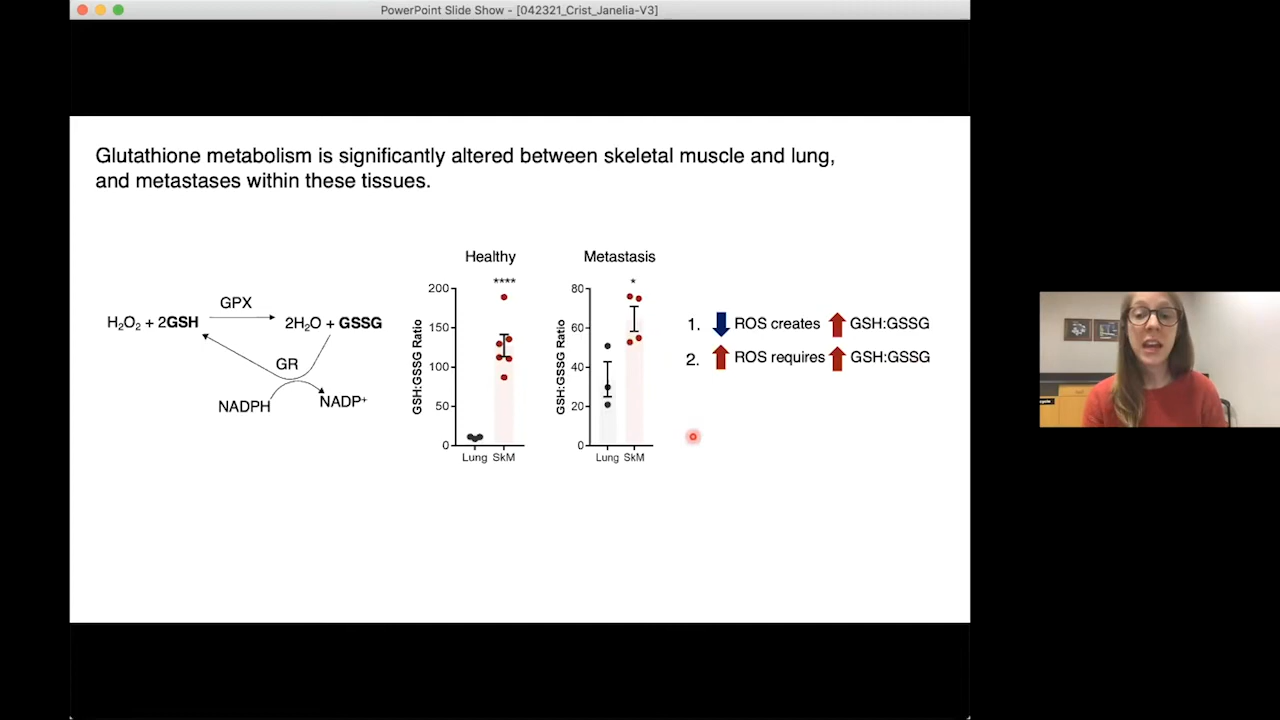 PowerPoint Slide Show - [042321_Crist_Janelia-V3]
Glutathione metabolism is significantly altered between skeletal muscle and lung,
and metastases within these tissues.
H₂O₂ + 2GSH
GPX
2H₂O + GSSG
GR
NADPH
NADP⁺
Healthy
****
GSH:GSSG Ratio
200
150
100
50
0
Lung SkM
Metastasis
*
GSH:GSSG Ratio
80
60
40
20
0
Lung SkM
1. ROS creates GSH:GSSG
2. ROS requires GSH:GSSG